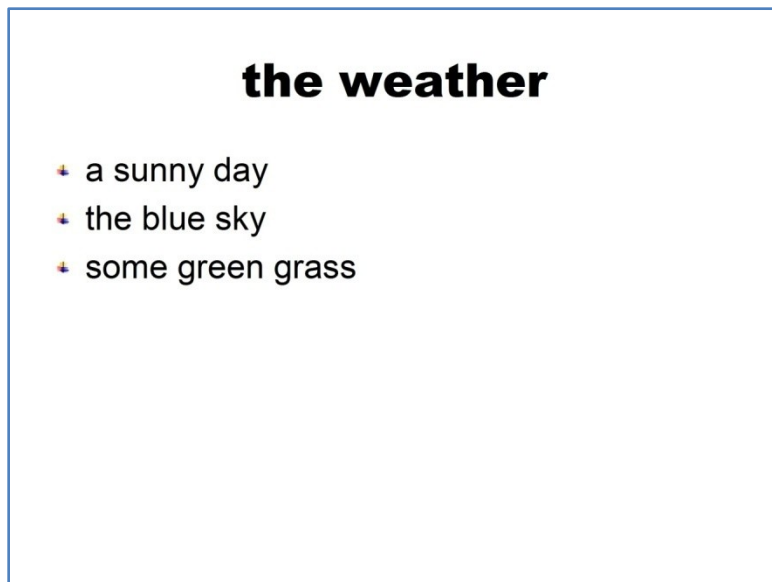 the weather
a sunny day
the blue sky
some green grass